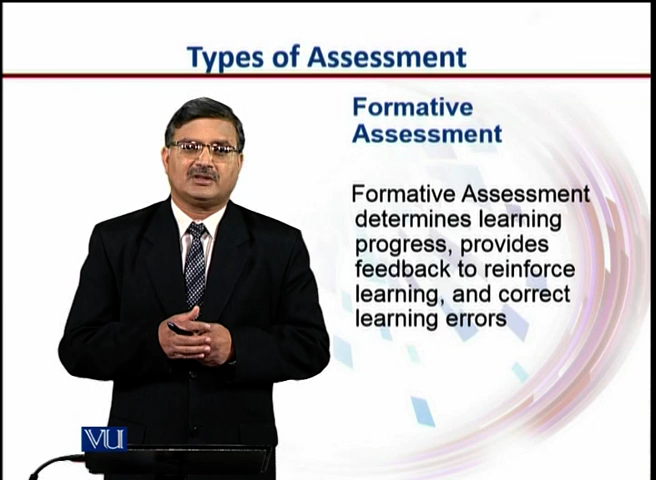 Types of Assessment
Formative
Assessment
Formative Assessment
determines learning
progress, provides
feedback to reinforce
learning, and correct
learning errors
VU